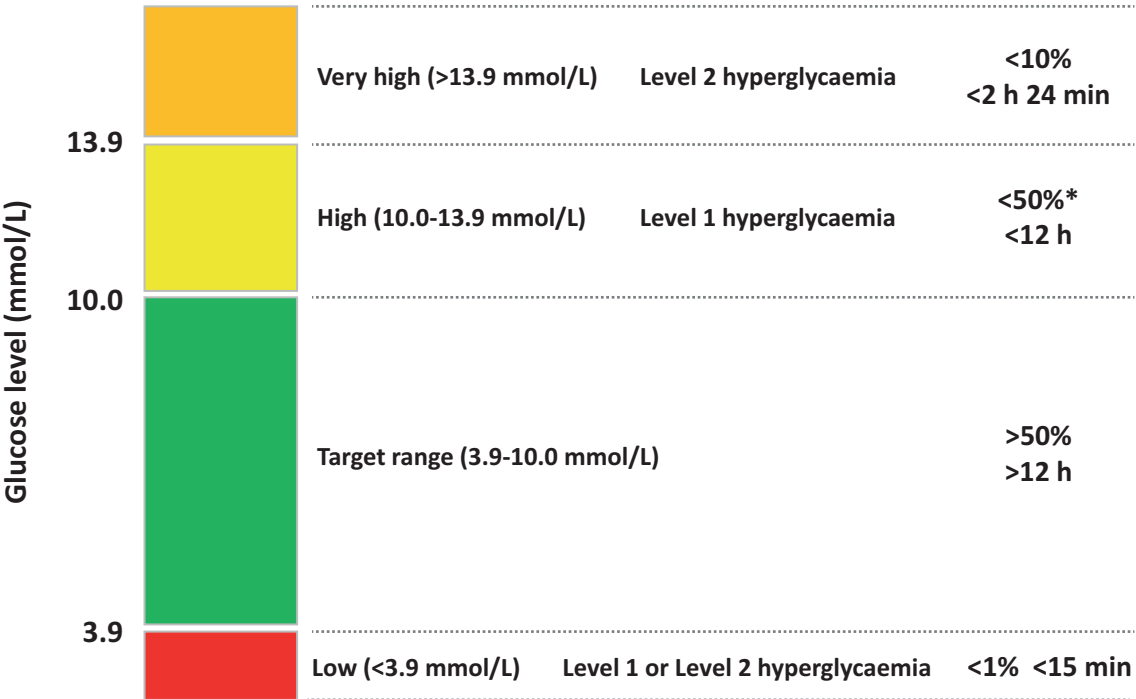 Glucose level (mmol/L)
Very high (>13.9 mmol/L) Level 2 hyperglycaemia <10%
<2 h 24 min
13.9
High (10.0-13.9 mmol/L) Level 1 hyperglycaemia <50%*
<12 h
10.0
Target range (3.9-10.0 mmol/L) >50%
>12 h
3.9
Low (<3.9 mmol/L) Level 1 or Level 2 hyperglycaemia <1% <15 min